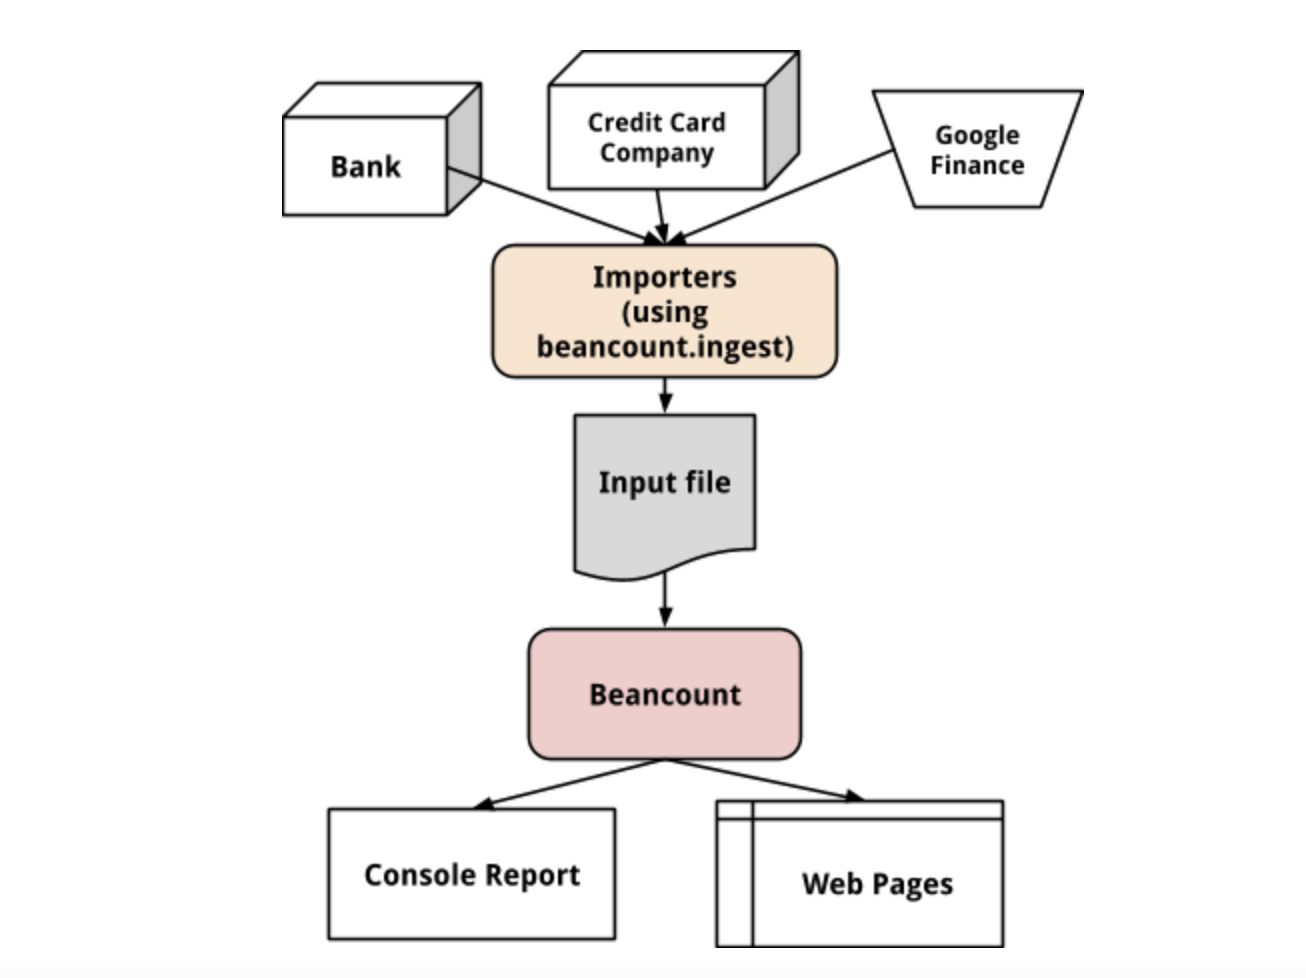 Bank
Credit Card
Company
Google
Finance
Importers
(using
beancount.ingest)
Input file
Beancount
Console Report
Web Pages